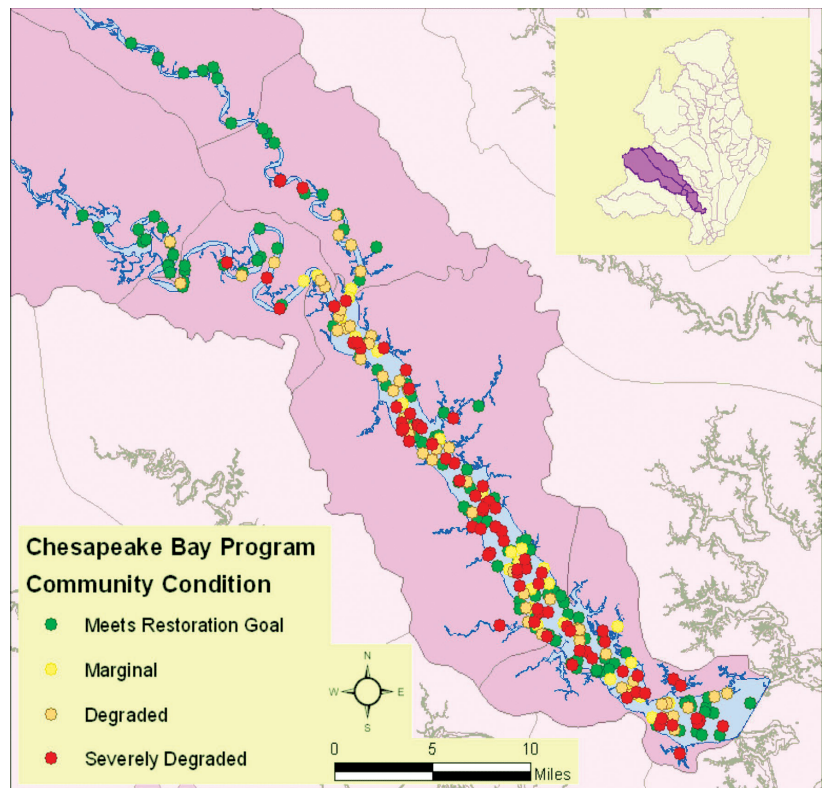 Chesapeake Bay Program
Community Condition
Meets Restoration Goal
Marginal
Degraded
Severely Degraded
N
W E
S
0 5 10
Miles